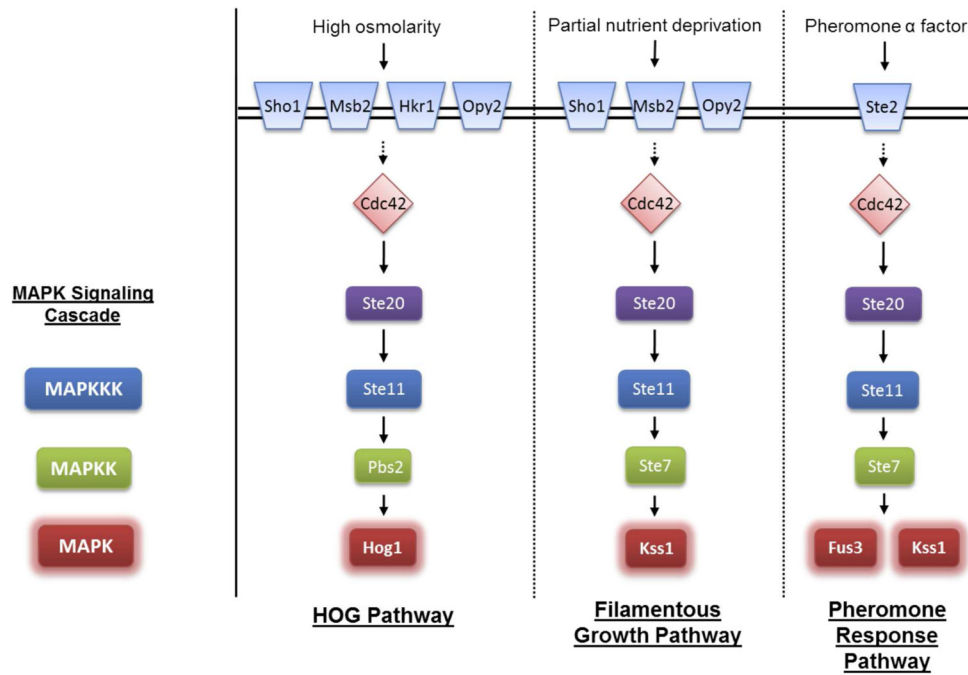 High osmolarity
Partial nutrient deprivation
Pheromone α factor
Sho1 Msb2 Hkr1 Opy2
Sho1 Msb2 Opy2
Ste2
Cdc42
Cdc42
Cdc42
MAPK Signaling
Cascade
Ste20
Ste20
Ste20
MAPKKK
Ste11
Ste11
Ste11
MAPKK
Pbs2
Ste7
Ste7
MAPK
Hog1
Kss1
Fus3 Kss1
HOG Pathway
Filamentous
Growth Pathway
Pheromone
Response
Pathway